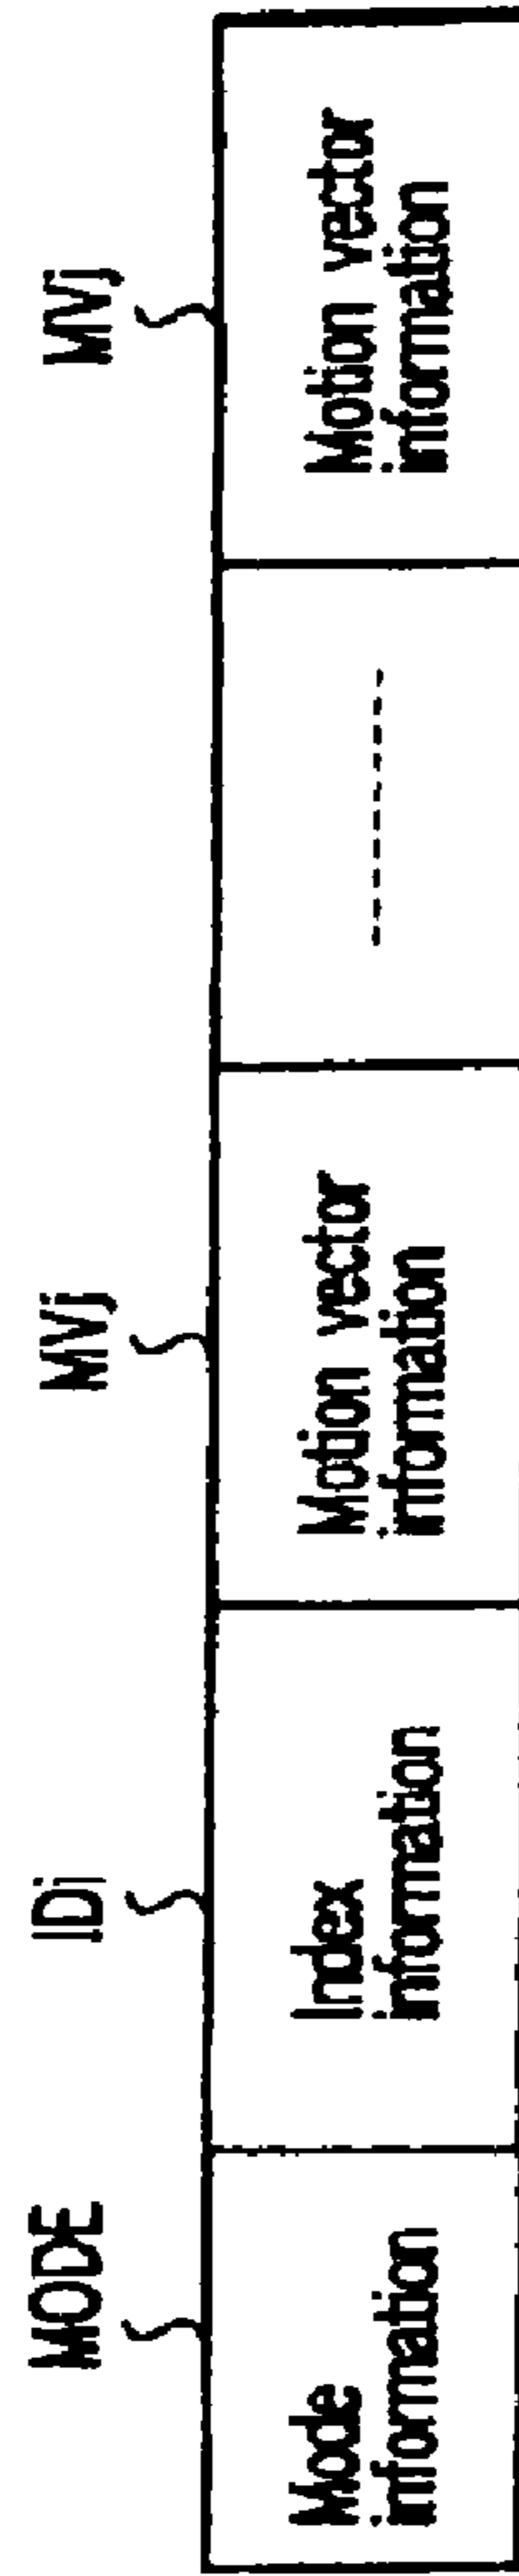 MODE
IDi
MVj
MVj
Mode
information
Index
information
Motion vector
information
Motion vector
information